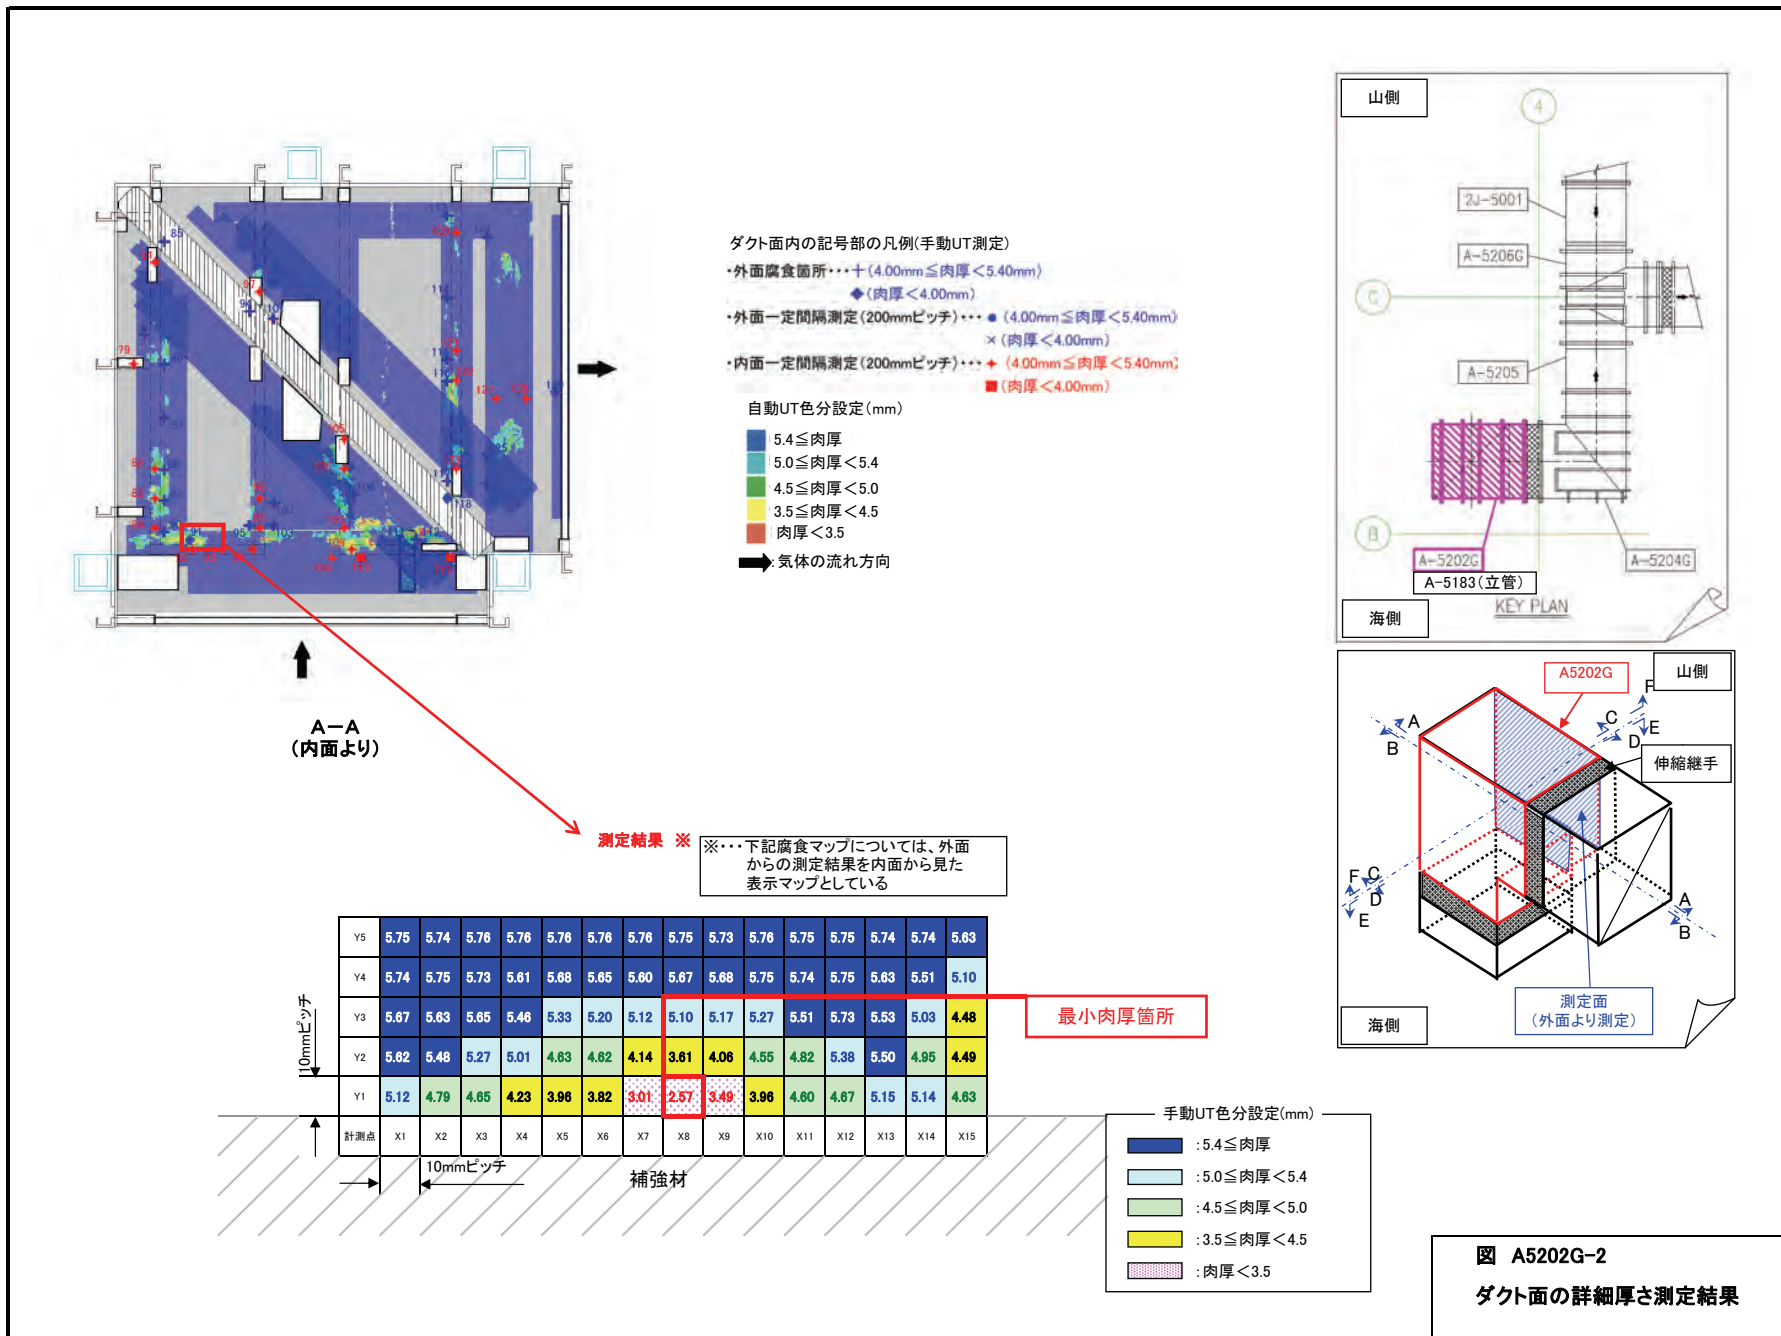 山側
4
2J-5001
A-5206G
G
A-5205
B
A-5202G
A-5204G
A-5183(立管)
KEY PLAN
海側
ダクト面内の記号部の凡例(手動UT測定)
・外面腐食箇所・・・＋(4.00mm≦肉厚＜5.40mm)
◆(肉厚＜4.00mm)
・外面一定間隔測定(200mmピッチ)・・・●(4.00mm≦肉厚＜5.40mm)
×(肉厚＜4.00mm)
・内面一定間隔測定(200mmピッチ)・・・✦(4.00mm≦肉厚＜5.40mm)
■(肉厚＜4.00mm)
自動UT色分設定(mm)
5.4≦肉厚
5.0≦肉厚＜5.4
4.5≦肉厚＜5.0
3.5≦肉厚＜4.5
肉厚＜3.5
:気体の流れ方向
79
85
97
105
103
118
A－A
(内面より)
A5202G
山側
F
C
E
D
A
B
伸縮継手
F C
D
E
A
B
測定面
(外面より測定)
海側
測定結果 ※
※・・・下記腐食マップについては、外面
からの測定結果を内面から見た
表示マップとしている
Y5 5.75 5.74 5.76 5.76 5.76 5.76 5.76 5.75 5.73 5.76 5.75 5.75 5.74 5.74 5.63
Y4 5.74 5.75 5.73 5.61 5.68 5.65 5.60 5.67 5.68 5.75 5.74 5.75 5.63 5.51 5.10
Y3 5.67 5.63 5.65 5.46 5.33 5.20 5.12 5.10 5.17 5.27 5.51 5.73 5.53 5.03 4.48
Y2 5.62 5.48 5.27 5.01 4.63 4.62 4.14 3.61 4.06 4.55 4.82 5.38 5.50 4.95 4.49
Y1 5.12 4.79 4.65 4.23 3.96 3.82 3.01 2.57 3.49 3.96 4.60 4.67 5.15 5.14 4.63
計測点 X1 X2 X3 X4 X5 X6 X7 X8 X9 X10 X11 X12 X13 X14 X15
10mmピッチ
10mmピッチ
補強材
最小肉厚箇所
手動UT色分設定(mm)
:5.4≦肉厚
:5.0≦肉厚＜5.4
:4.5≦肉厚＜5.0
:3.5≦肉厚＜4.5
:肉厚＜3.5
図 A5202G-2
ダクト面の詳細厚さ測定結果